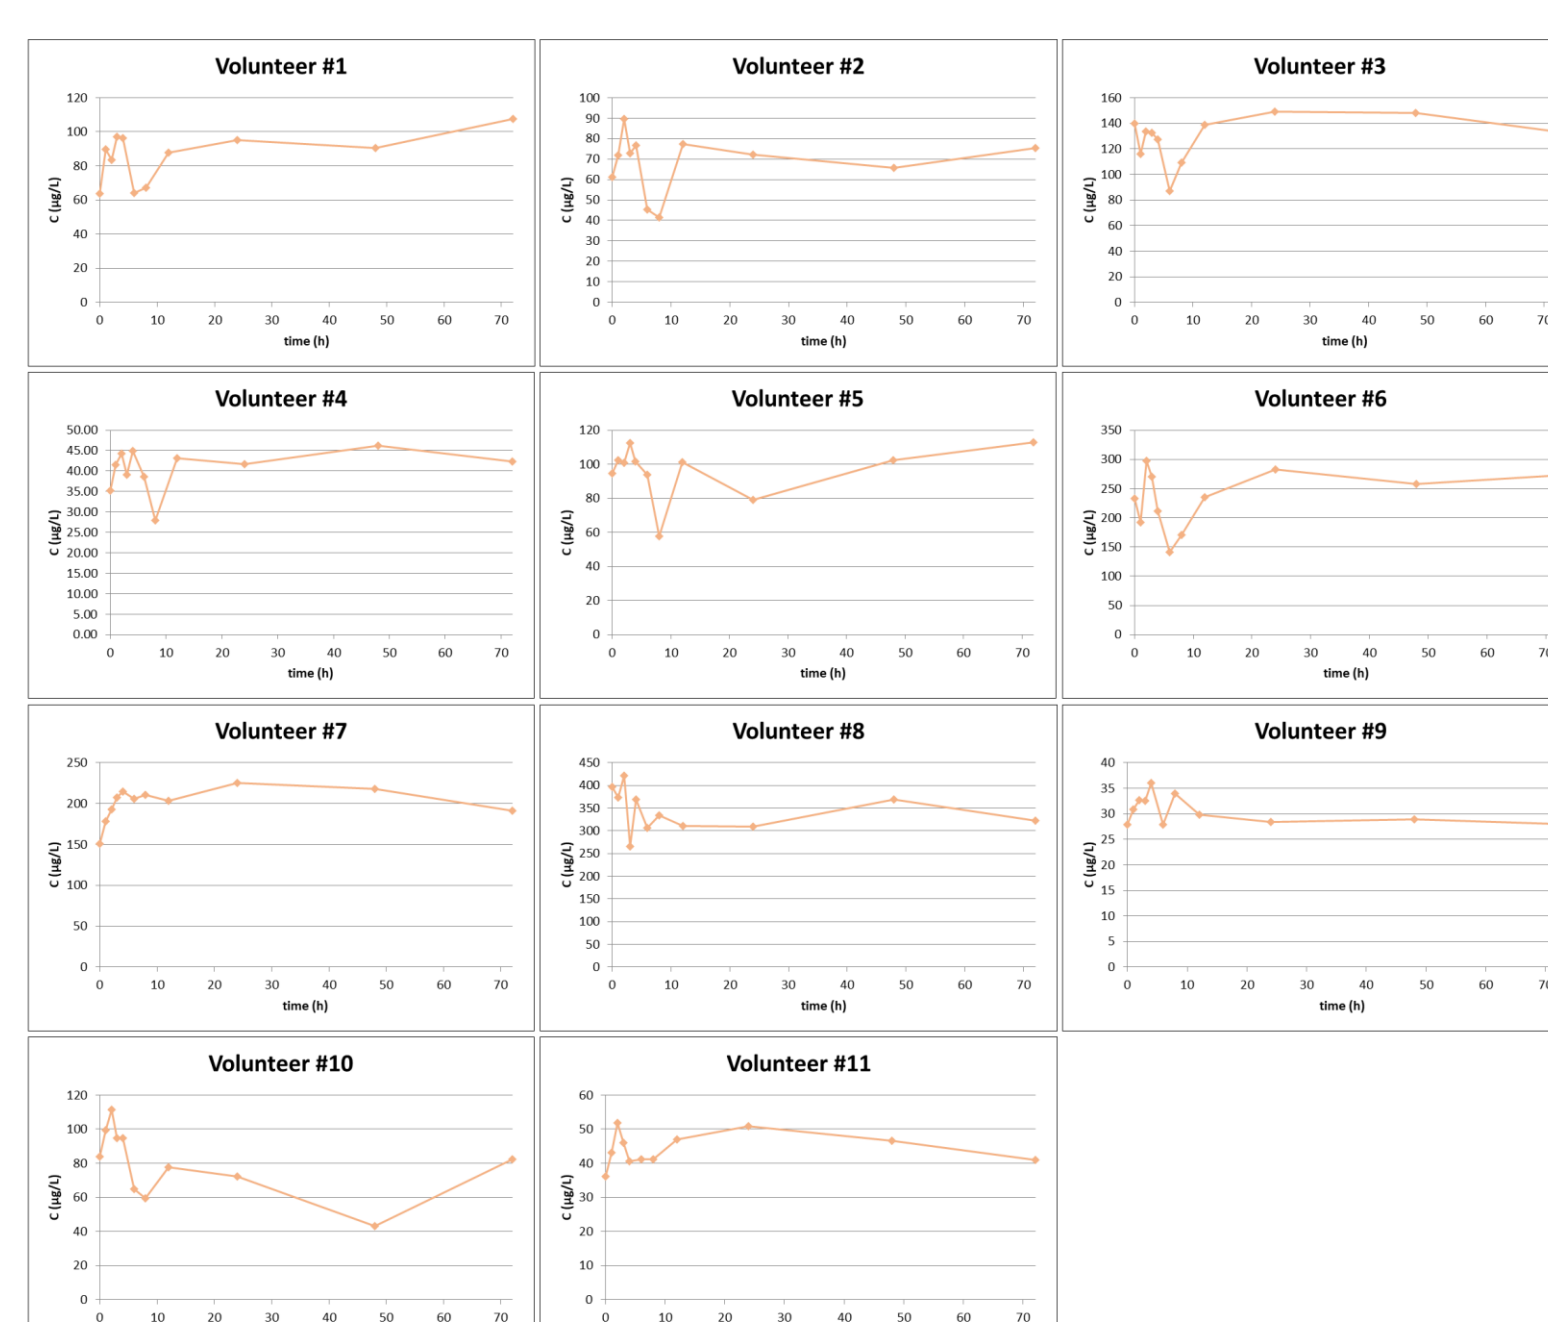 Volunteer #1
120
100
80
60
40
20
0
C (µg/L)
0 10 20 30 40 50 60 70
time (h)
Volunteer #2
100
90
80
70
60
50
40
30
20
10
0
C (µg/L)
0 10 20 30 40 50 60 70
time (h)
Volunteer #3
160
140
120
100
80
60
40
20
0
C (µg/L)
0 10 20 30 40 50 60 70
time (h)
Volunteer #4
50.00
45.00
40.00
35.00
30.00
25.00
20.00
15.00
10.00
5.00
0.00
C (µg/L)
0 10 20 30 40 50 60 70
time (h)
Volunteer #5
120
100
80
60
40
20
0
C (µg/L)
0 10 20 30 40 50 60 70
time (h)
Volunteer #6
350
300
250
200
150
100
50
0
C (µg/L)
0 10 20 30 40 50 60 70
time (h)
Volunteer #7
250
200
150
100
50
0
C (µg/L)
0 10 20 30 40 50 60 70
time (h)
Volunteer #8
450
400
350
300
250
200
150
100
50
0
C (µg/L)
0 10 20 30 40 50 60 70
time (h)
Volunteer #9
40
35
30
25
20
15
10
5
0
C (µg/L)
0 10 20 30 40 50 60 70
time (h)
Volunteer #10
120
100
80
60
40
20
0
C (µg/L)
0 10 20 30 40 50 60 70
Volunteer #11
60
50
40
30
20
10
0
C (µg/L)
0 10 20 30 40 50 60 70